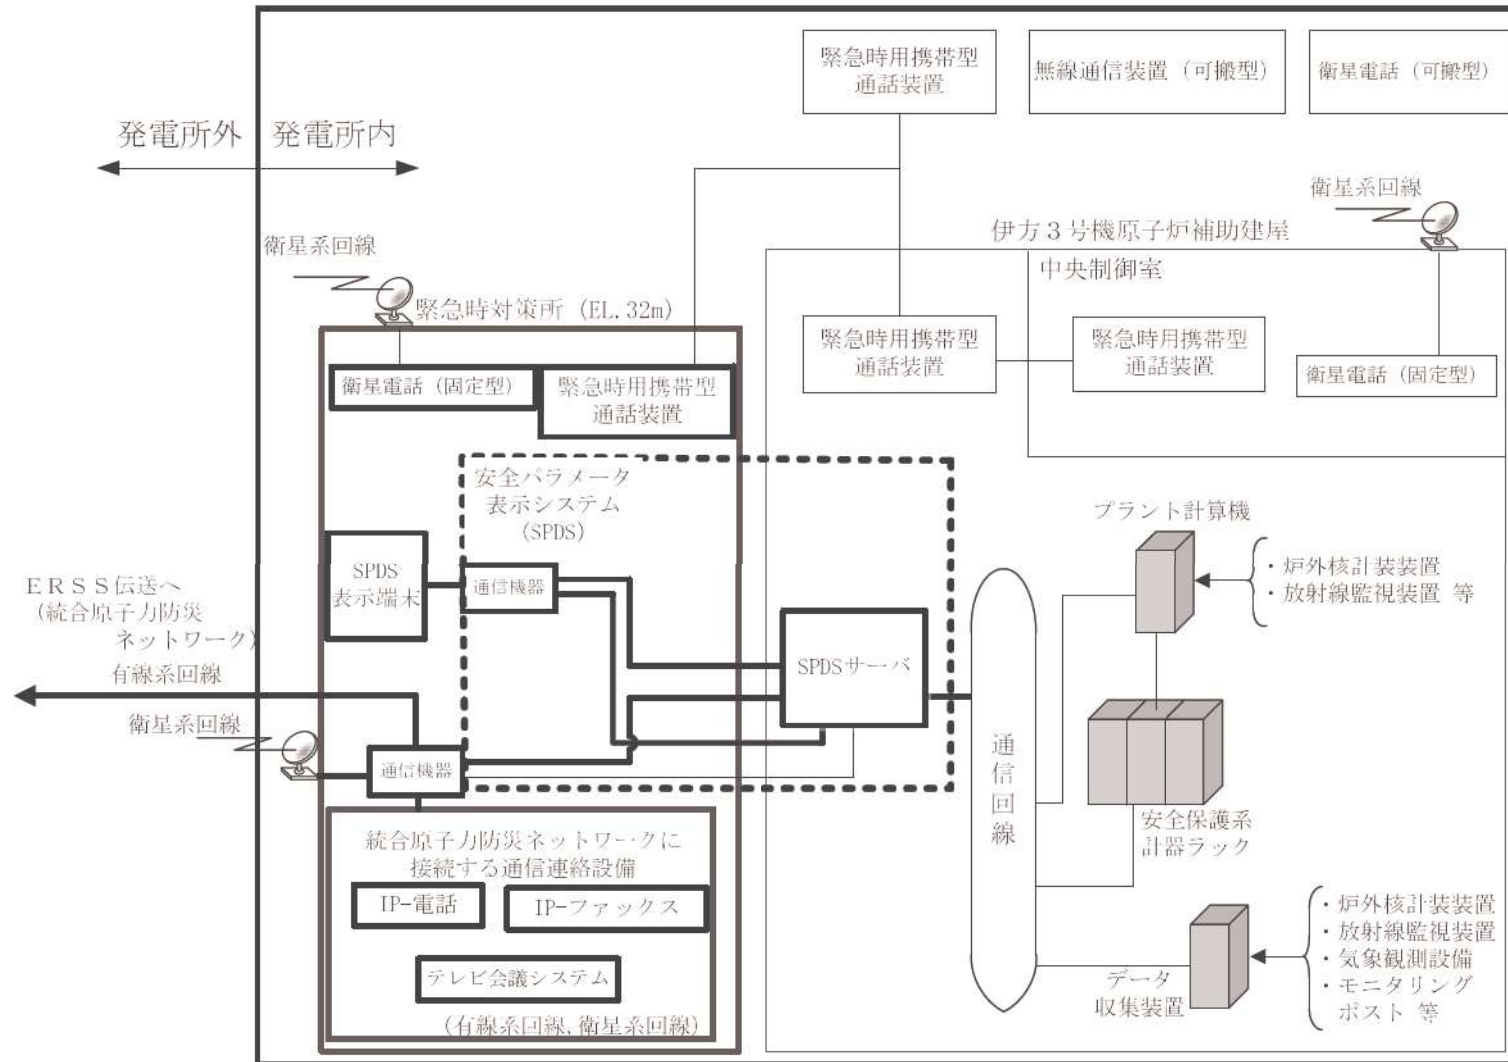 緊急時用携帯型
通話装置
無線通信装置（可搬型）
衛星電話（可搬型）
発電所外
発電所内
衛星系回線
伊方３号機原子炉補助建屋
中央制御室
衛星系回線
緊急時対策所（EL.32m）
緊急時用携帯型
通話装置
緊急時用携帯型
通話装置
衛星電話（固定型）
衛星電話（固定型）
緊急時用携帯型
通話装置
安全パラメータ
表示システム
（SPDS）
プラント計算機
・炉外核計装装置
・放射線監視装置 等
SPDS
表示端末
通信機器
ＥＲＳＳ伝送へ
（統合原子力防災
ネットワーク）
有線系回線
SPDSサーバ
衛星系回線
通信機器
通信回線
安全保護系
計器ラック
統合原子力防災ネットワークに
接続する通信連絡設備
IP-電話
IP-ファックス
テレビ会議システム
（有線系回線,衛星系回線）
データ
収集装置
・炉外核計装装置
・放射線監視装置
・気象観測設備
・モニタリング
ポスト 等